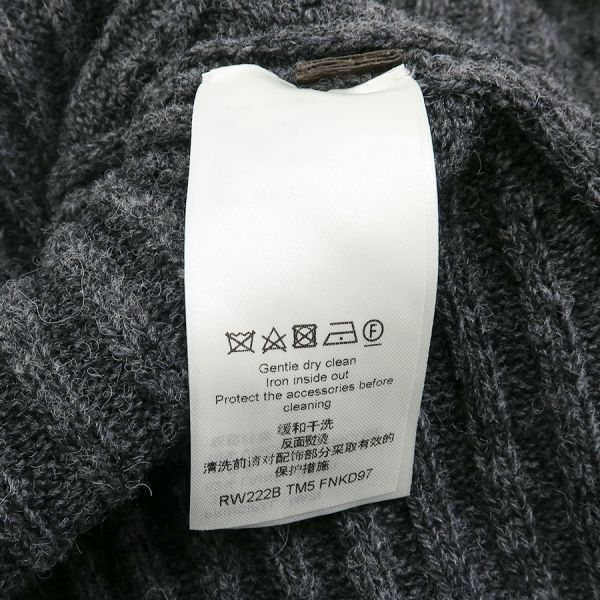 F
Gentle dry clean
Iron inside out
Protect the accessories before
cleaning
缓和干洗
反面熨烫
清洗前请对配饰部分采取有效的
保护措施
RW222B TM5 FNKD97